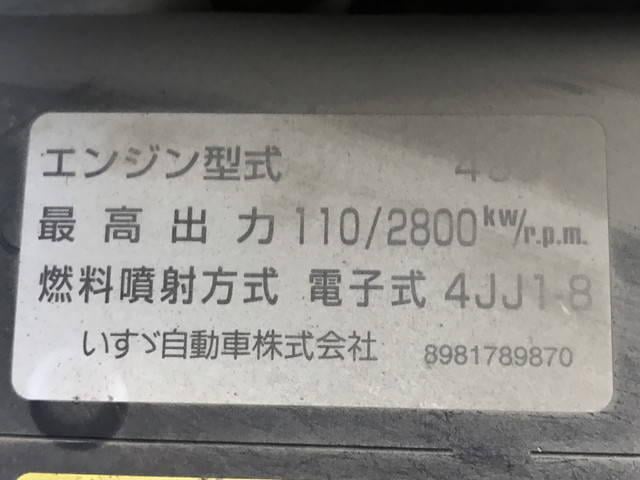 エンジン型式
最高出力 110/2800 kw/r.p.m.
燃料噴射方式 電子式 4JJ1-8
いすゞ自動車株式会社 8981789870